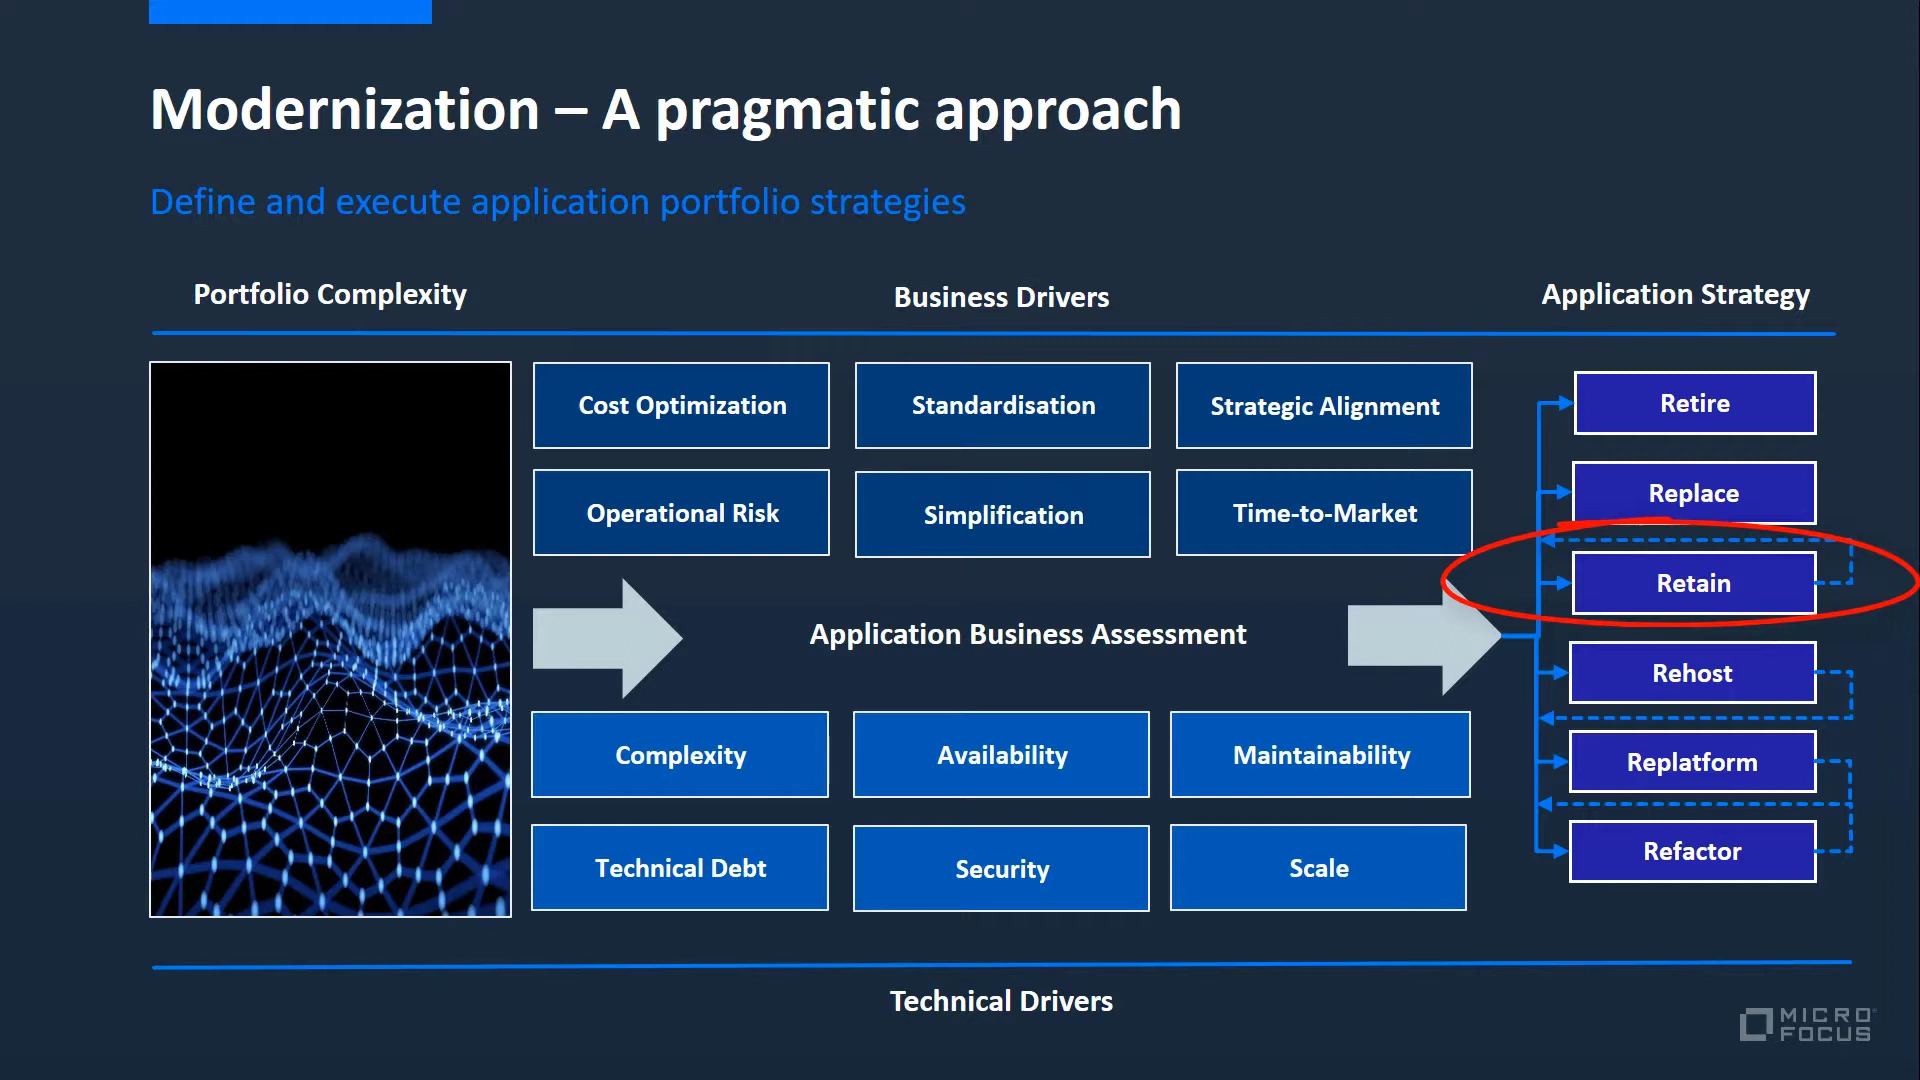 Modernization – A pragmatic approach
Define and execute application portfolio strategies
Portfolio Complexity
Business Drivers
Application Strategy
Cost Optimization
Standardisation
Strategic Alignment
Operational Risk
Simplification
Time-to-Market
Application Business Assessment
Complexity
Availability
Maintainability
Technical Debt
Security
Scale
Retire
Replace
Retain
Rehost
Replatform
Refactor
Technical Drivers
MICRO
FOCUS